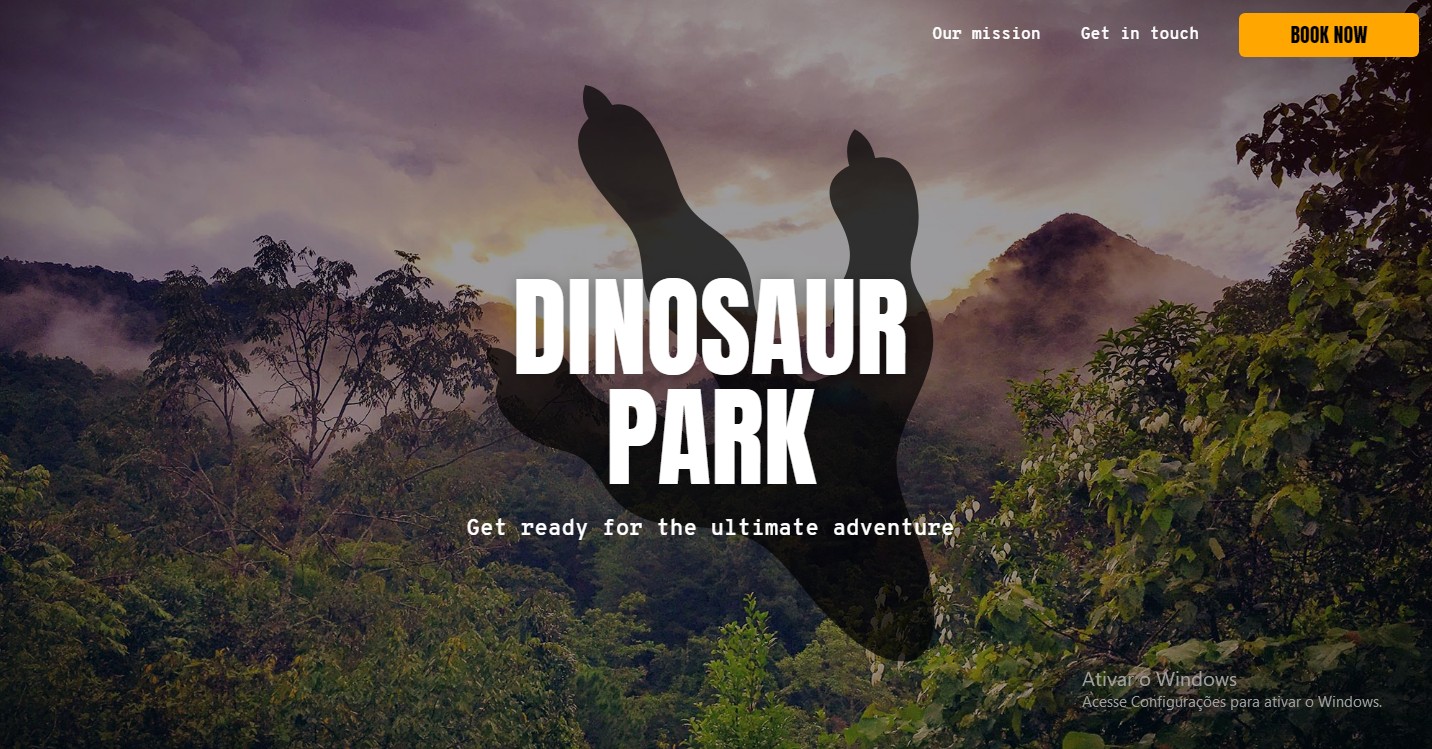 Our mission
Get in touch
BOOK NOW
DINOSAUR
PARK
Get ready for the ultimate adventure
Ativar o Windows
Acesse Configurações para ativar o Windows.